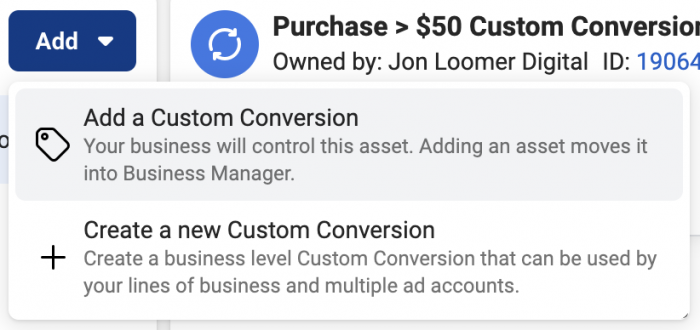 Add
Purchase > $50 Custom Conversion
Owned by: Jon Loomer Digital ID: 19064
Add a Custom Conversion
Your business will control this asset. Adding an asset moves it
into Business Manager.
Create a new Custom Conversion
Create a business level Custom Conversion that can be used by
your lines of business and multiple ad accounts.